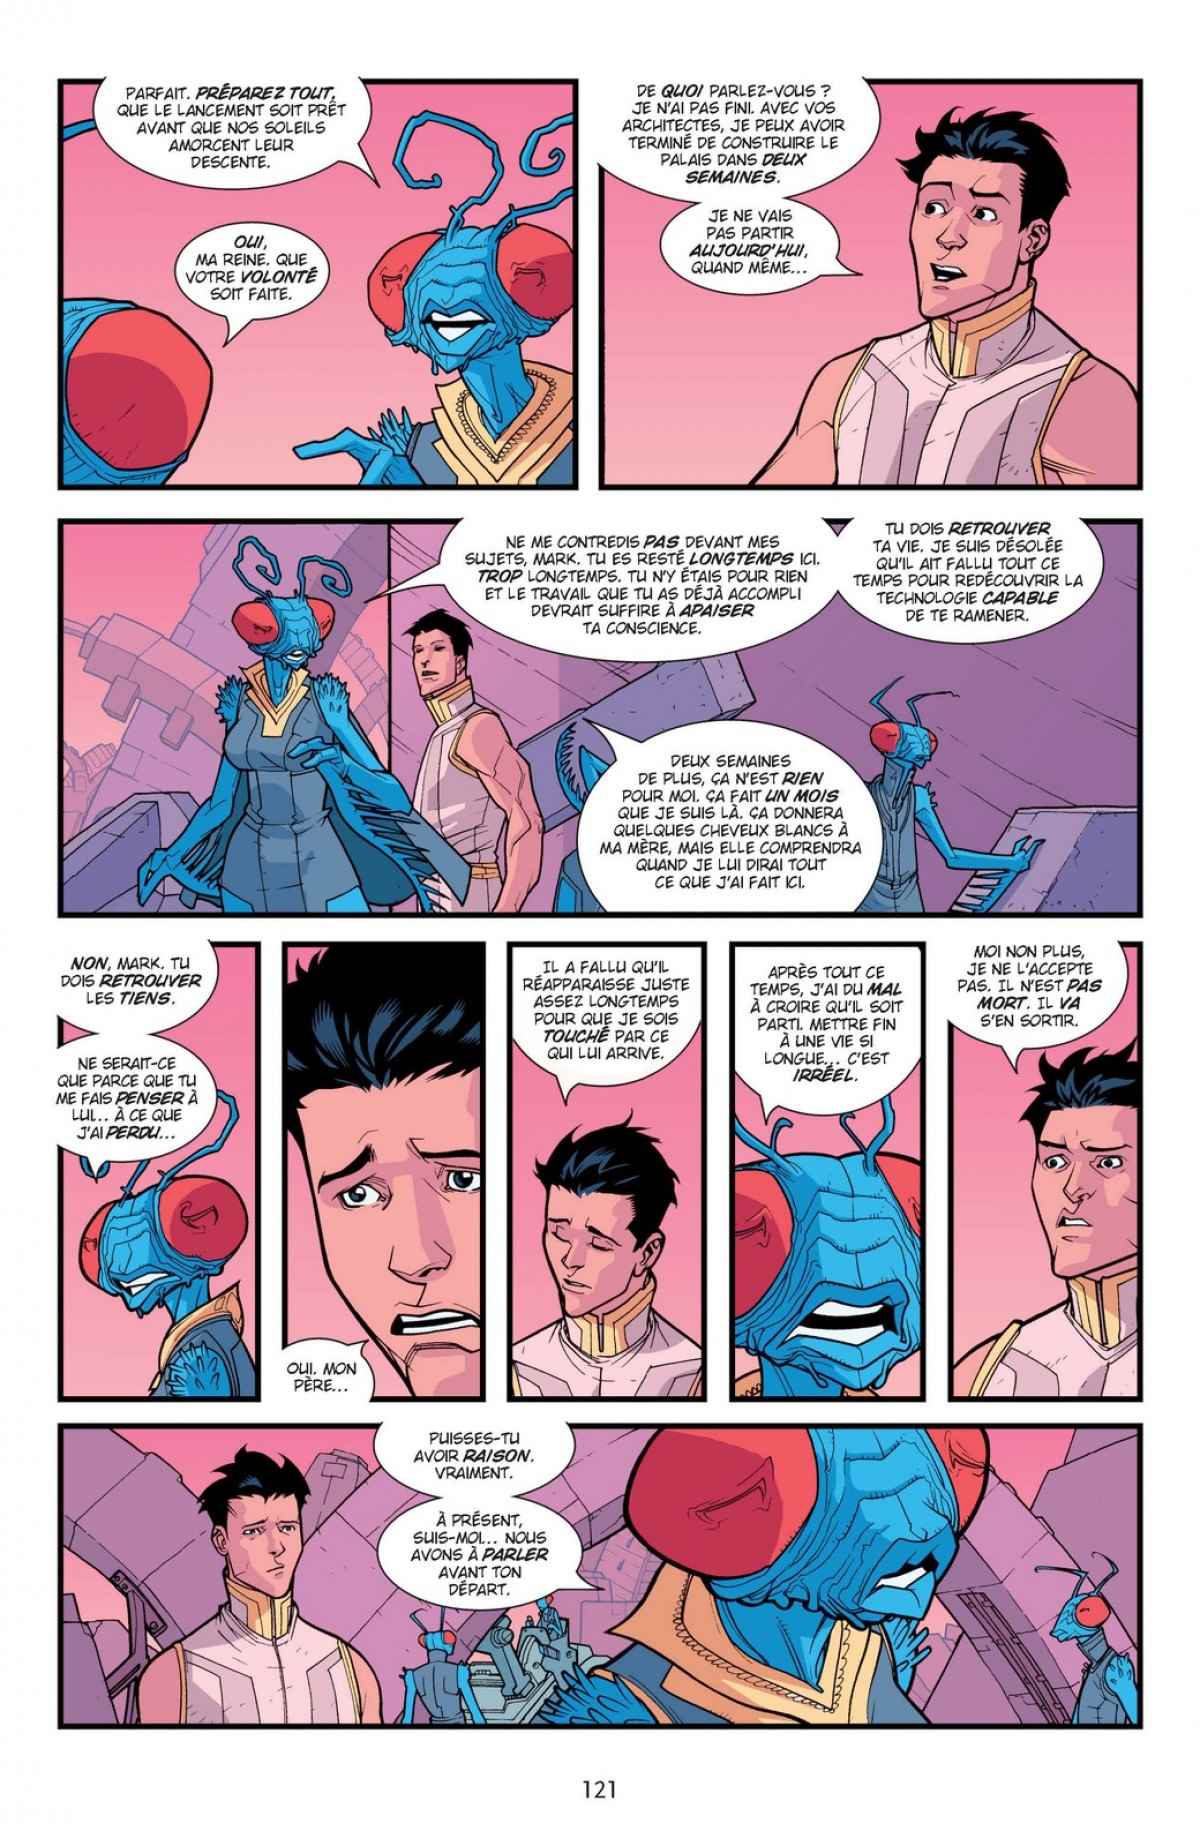 PARFAIT. PRÉPAREZ TOUT,
QUE LE LANCEMENT SOIT PRÊT
AVANT QUE NOS SOLEILS
AMORCENT LEUR
DESCENTE.
OUI,
MA REINE. QUE
VOTRE VOLONTÉ
SOIT FAITE.
DE QUOI PARLEZ-VOUS ?
JE N'AI PAS FINI. AVEC VOS
ARCHITECTES, JE PEUX AVOIR
TERMINÉ DE CONSTRUIRE LE
PALAIS DANS DEUX
SEMAINES.
JE NE VAIS
PAS PARTIR
AUJOURD'HUI,
QUAND MÊME...
NE ME CONTREDIS PAS DEVANT MES
SUJETS, MARK. TU ES RESTÉ LONGTEMPS ICI.
TROP LONGTEMPS. TU N'Y ÉTAIS POUR RIEN
ET LE TRAVAIL QUE TU AS DÉJÀ ACCOMPLI
DEVRAIT SUFFIRE À APAISER
TA CONSCIENCE.
TU DOIS RETROUVER
TA VIE. JE SUIS DÉSOLÉE
QU'IL AIT FALLU TOUT CE
TEMPS POUR REDÉCOUVRIR LA
TECHNOLOGIE CAPABLE
DE TE RAMENER.
DEUX SEMAINES
DE PLUS, ÇA N'EST RIEN
POUR MOI. ÇA FAIT UN MOIS
QUE JE SUIS LÀ. ÇA DONNERA
QUELQUES CHEVEUX BLANCS À
MA MÈRE, MAIS ELLE COMPRENDRA
QUAND JE LUI DIRAI TOUT
CE QUE J'AI FAIT ICI.
NON, MARK. TU
DOIS RETROUVER
LES TIENS.
NE SERAIT-CE
QUE PARCE QUE TU
ME FAIS PENSER À
LUI... À CE QUE
J'AI PERDU...
OUI. MON
PÈRE...
IL A FALLU QU'IL
RÉAPPARAISSE JUSTE
ASSEZ LONGTEMPS
POUR QUE JE SOIS
TOUCHÉ PAR CE
QUI LUI ARRIVE.
APRÈS TOUT CE
TEMPS, J'AI DU MAL
À CROIRE QU'IL SOIT
PARTI. METTRE FIN
À UNE VIE SI
LONGUE... C'EST
IRRÉEL.
MOI NON PLUS,
JE NE L'ACCEPTE
PAS. IL N'EST PAS
MORT. IL VA
S'EN SORTIR.
PUISSES-TU
AVOIR RAISON.
VRAIMENT.
À PRÉSENT,
SUIS-MOI... NOUS
AVONS À PARLER
AVANT TON
DÉPART.
121